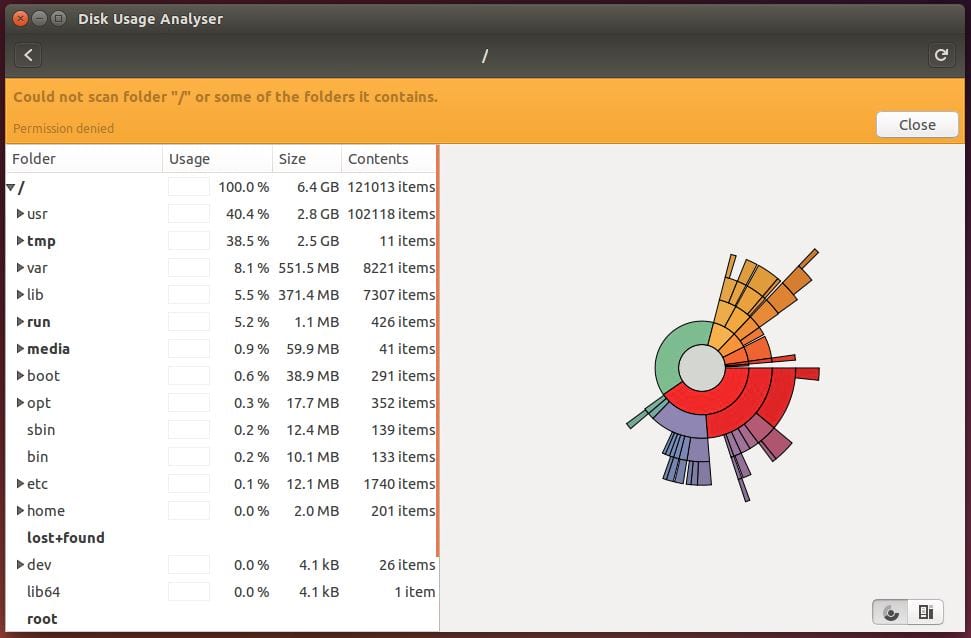 Disk Usage Analyser
/
Could not scan folder "/" or some of the folders it contains.
Permission denied
Close
Folder Usage Size Contents
/ 100.0 % 6.4 GB 121013 items
usr 40.4 % 2.8 GB 102118 items
tmp 38.5 % 2.5 GB 11 items
var 8.1 % 551.5 MB 8221 items
lib 5.5 % 371.4 MB 7307 items
run 5.2 % 1.1 MB 426 items
media 0.9 % 59.9 MB 41 items
boot 0.6 % 38.9 MB 291 items
opt 0.3 % 17.7 MB 352 items
sbin 0.2 % 12.4 MB 139 items
bin 0.2 % 10.1 MB 133 items
etc 0.1 % 12.1 MB 1740 items
home 0.0 % 2.0 MB 201 items
lost+found
dev 0.0 % 4.1 kB 26 items
lib64 0.0 % 4.1 kB 1 item
root